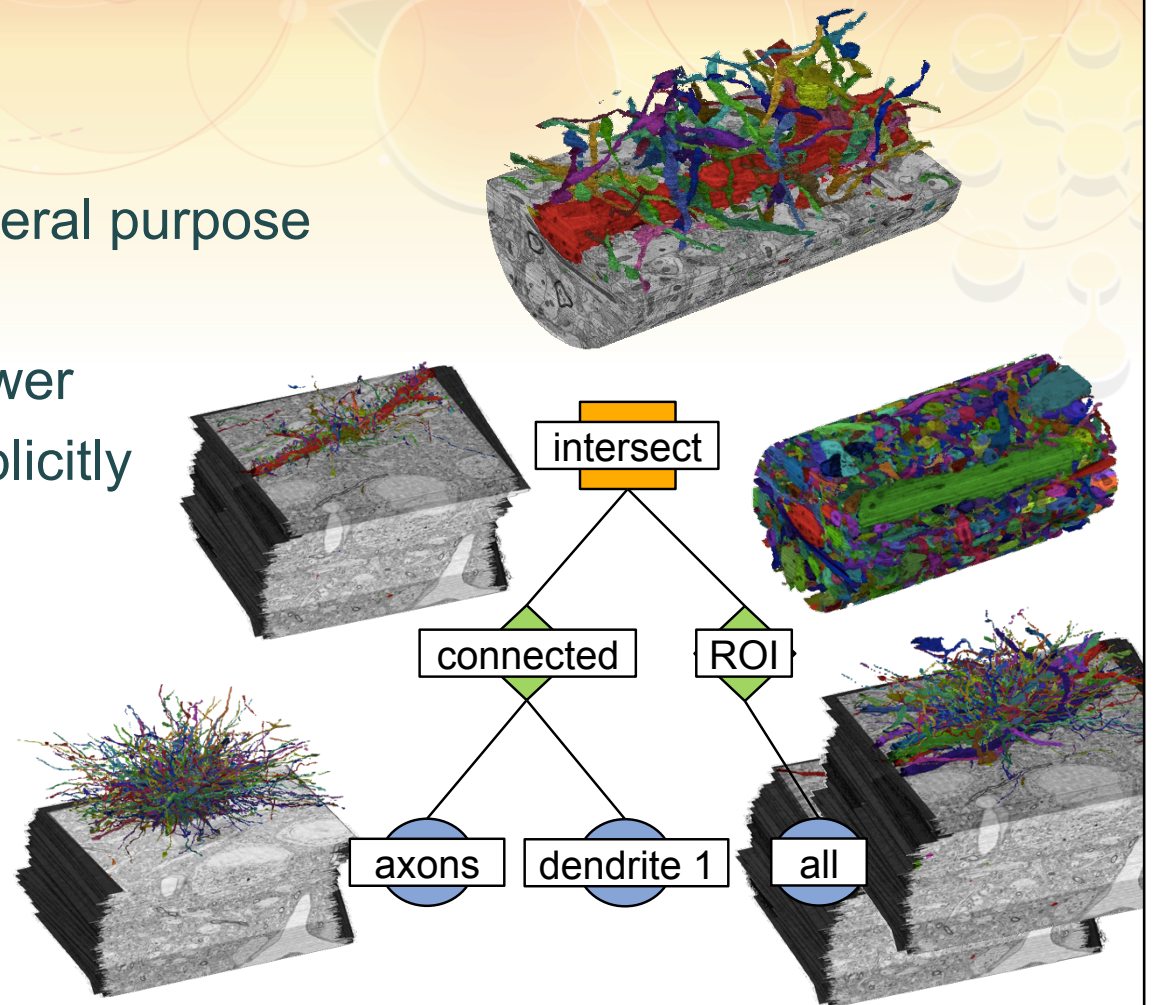 eral purpose
wer
plicitly
intersect
connected
ROI
axons
dendrite 1
all